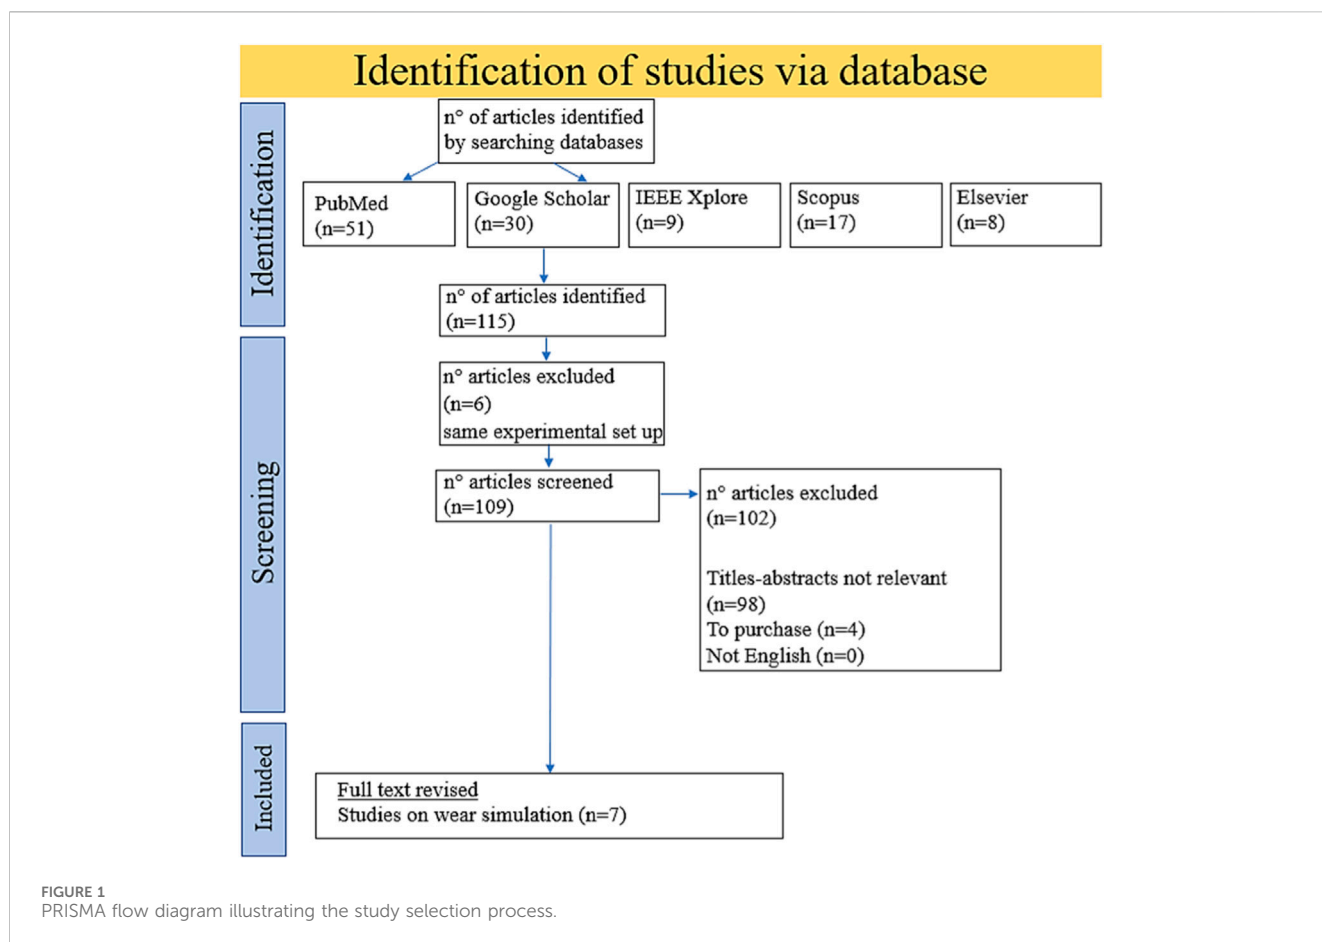 Identification of studies via database
Identification
n° of articles identified
by searching databases
PubMed
(n=51)
Google Scholar
(n=30)
IEEE Xplore
(n=9)
Scopus
(n=17)
Elsevier
(n=8)
n° of articles identified
(n=115)
Screening
n° articles excluded
(n=6)
same experimental set up
n° articles screened
(n=109)
n° articles excluded
(n=102)
Titles-abstracts not relevant
(n=98)
To purchase (n=4)
Not English (n=0)
Included
Full text revised
Studies on wear simulation (n=7)
FIGURE 1
PRISMA flow diagram illustrating the study selection process.